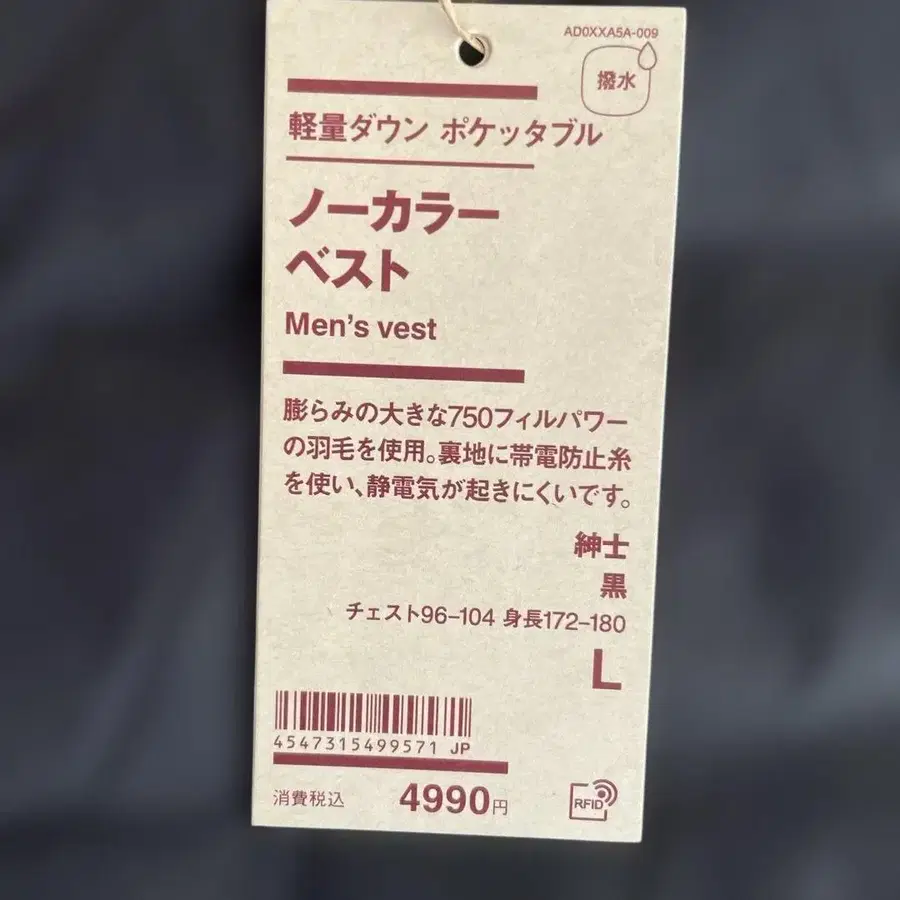 AD0XXA5A-009
撥水
軽量ダウン ポケッタブル
ノーカラー
ベスト
Men's vest
膨らみの大きな750フィルパワー
の羽毛を使用。裏地に帯電防止糸
を使い、静電気が起きにくいです。
紳士
黒
チェスト96-104 身長172-180
L
4547315499571 JP
消費税込 4990円
RFID